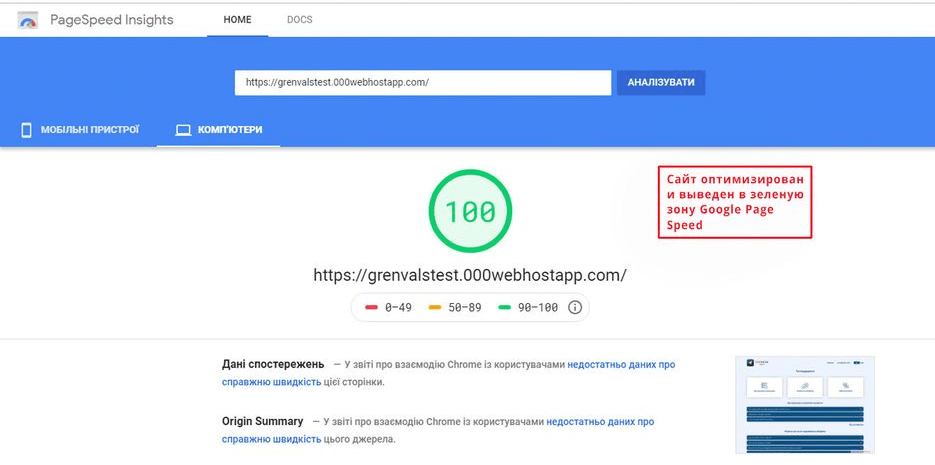 PageSpeed Insights
HOME
DOCS
https://grenvalstest.000webhostapp.com/
АНАЛІЗУВАТИ
МОБІЛЬНІ ПРИСТРОЇ
КОМП'ЮТЕРИ
100
Сайт оптимизирован
и выведен в зеленую
зону Google Page
Speed
https://grenvalstest.000webhostapp.com/
0–49
50–89
90–100
Дані спостережень — У звіті про взаємодію Chrome із користувачами недостатньо даних про
справжню швидкість цієї сторінки.
Origin Summary — У звіті про взаємодію Chrome із користувачами недостатньо даних про
справжню швидкість цього джерела.